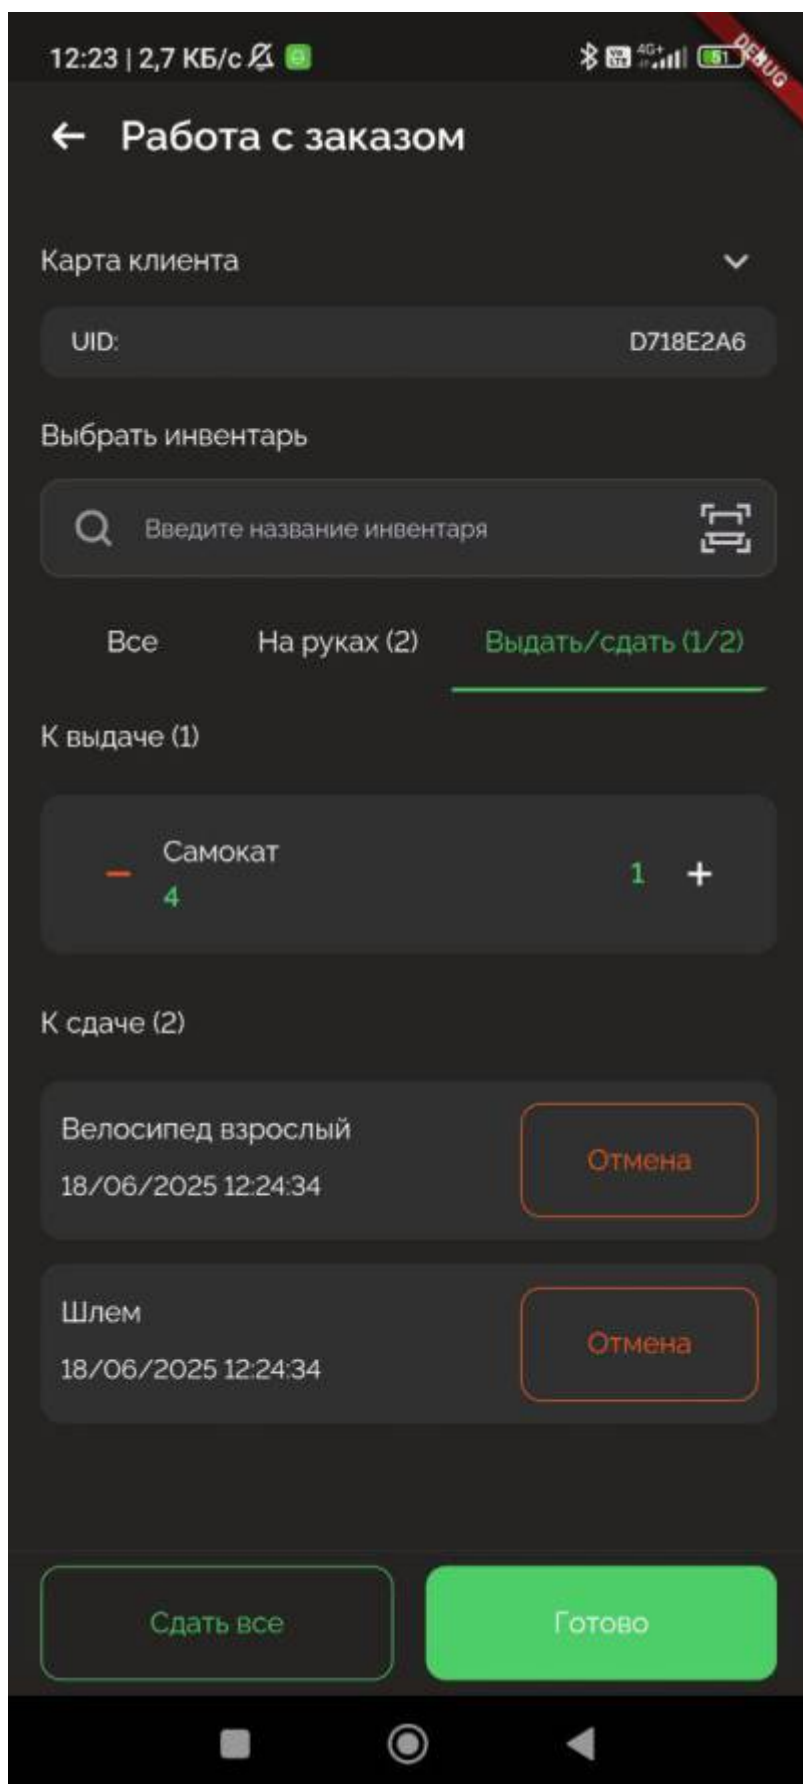 12:23 | 2,7 КБ/с 4G+ 51
DEBUG
Работа с заказом
Карта клиента
UID: D718E2A6
Выбрать инвентарь
Введите название инвентаря
Все На руках (2) Выдать/сдать (1/2)
К выдаче (1)
Самокат
4
1 +
К сдаче (2)
Велосипед взрослый
18/06/2025 12:24:34
Отмена
Шлем
18/06/2025 12:24:34
Отмена
Сдать все Готово